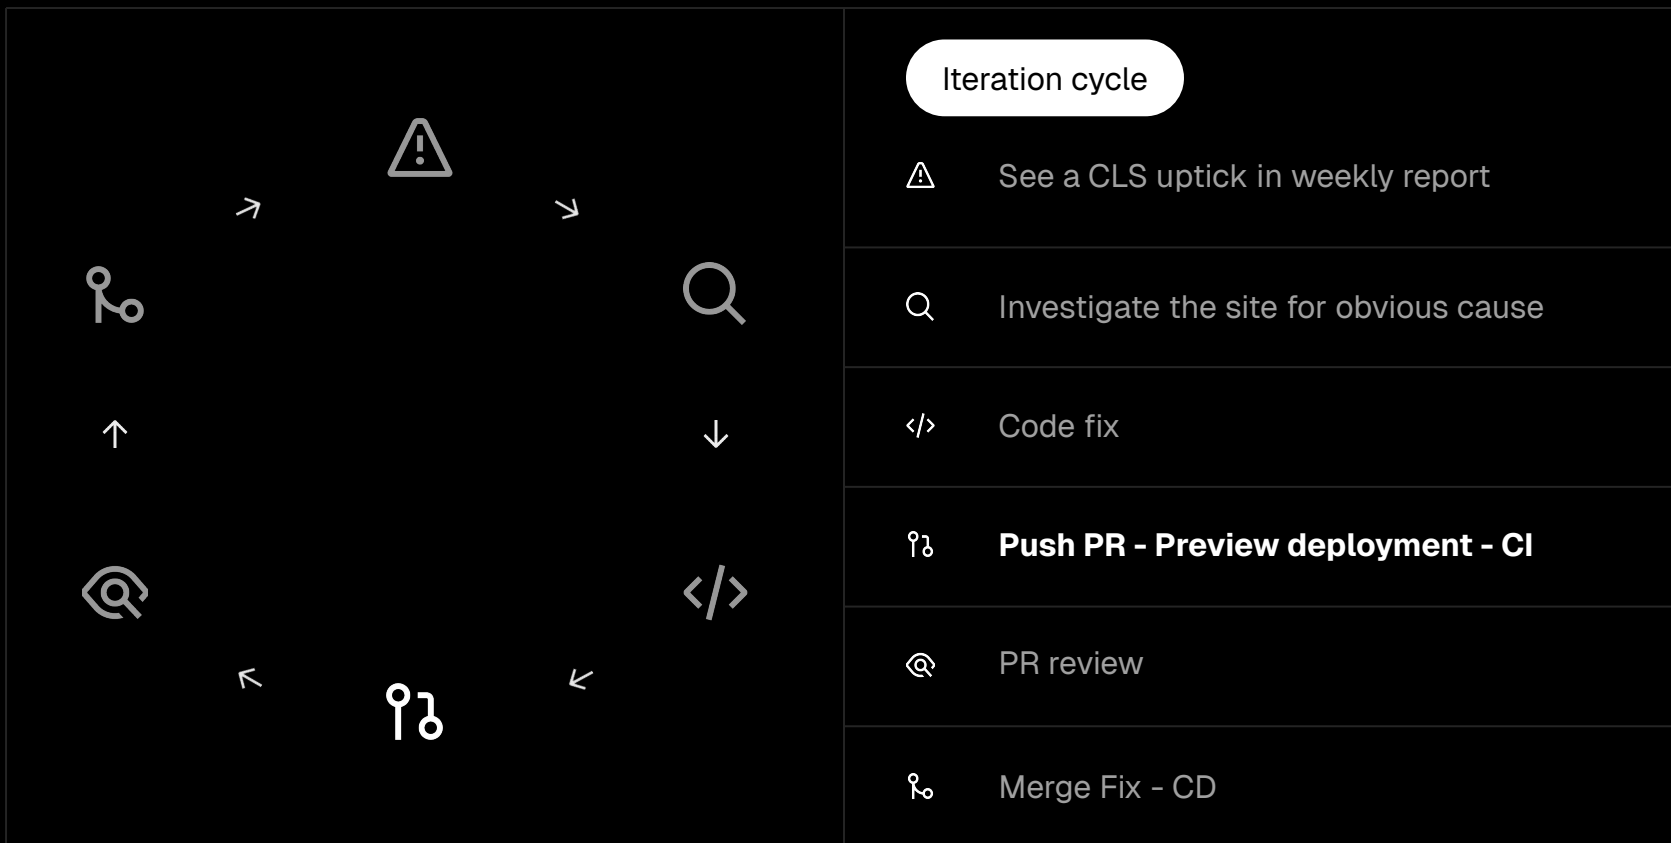 Iteration cycle
See a CLS uptick in weekly report
Investigate the site for obvious cause
Code fix
Push PR - Preview deployment - CI
PR review
Merge Fix - CD